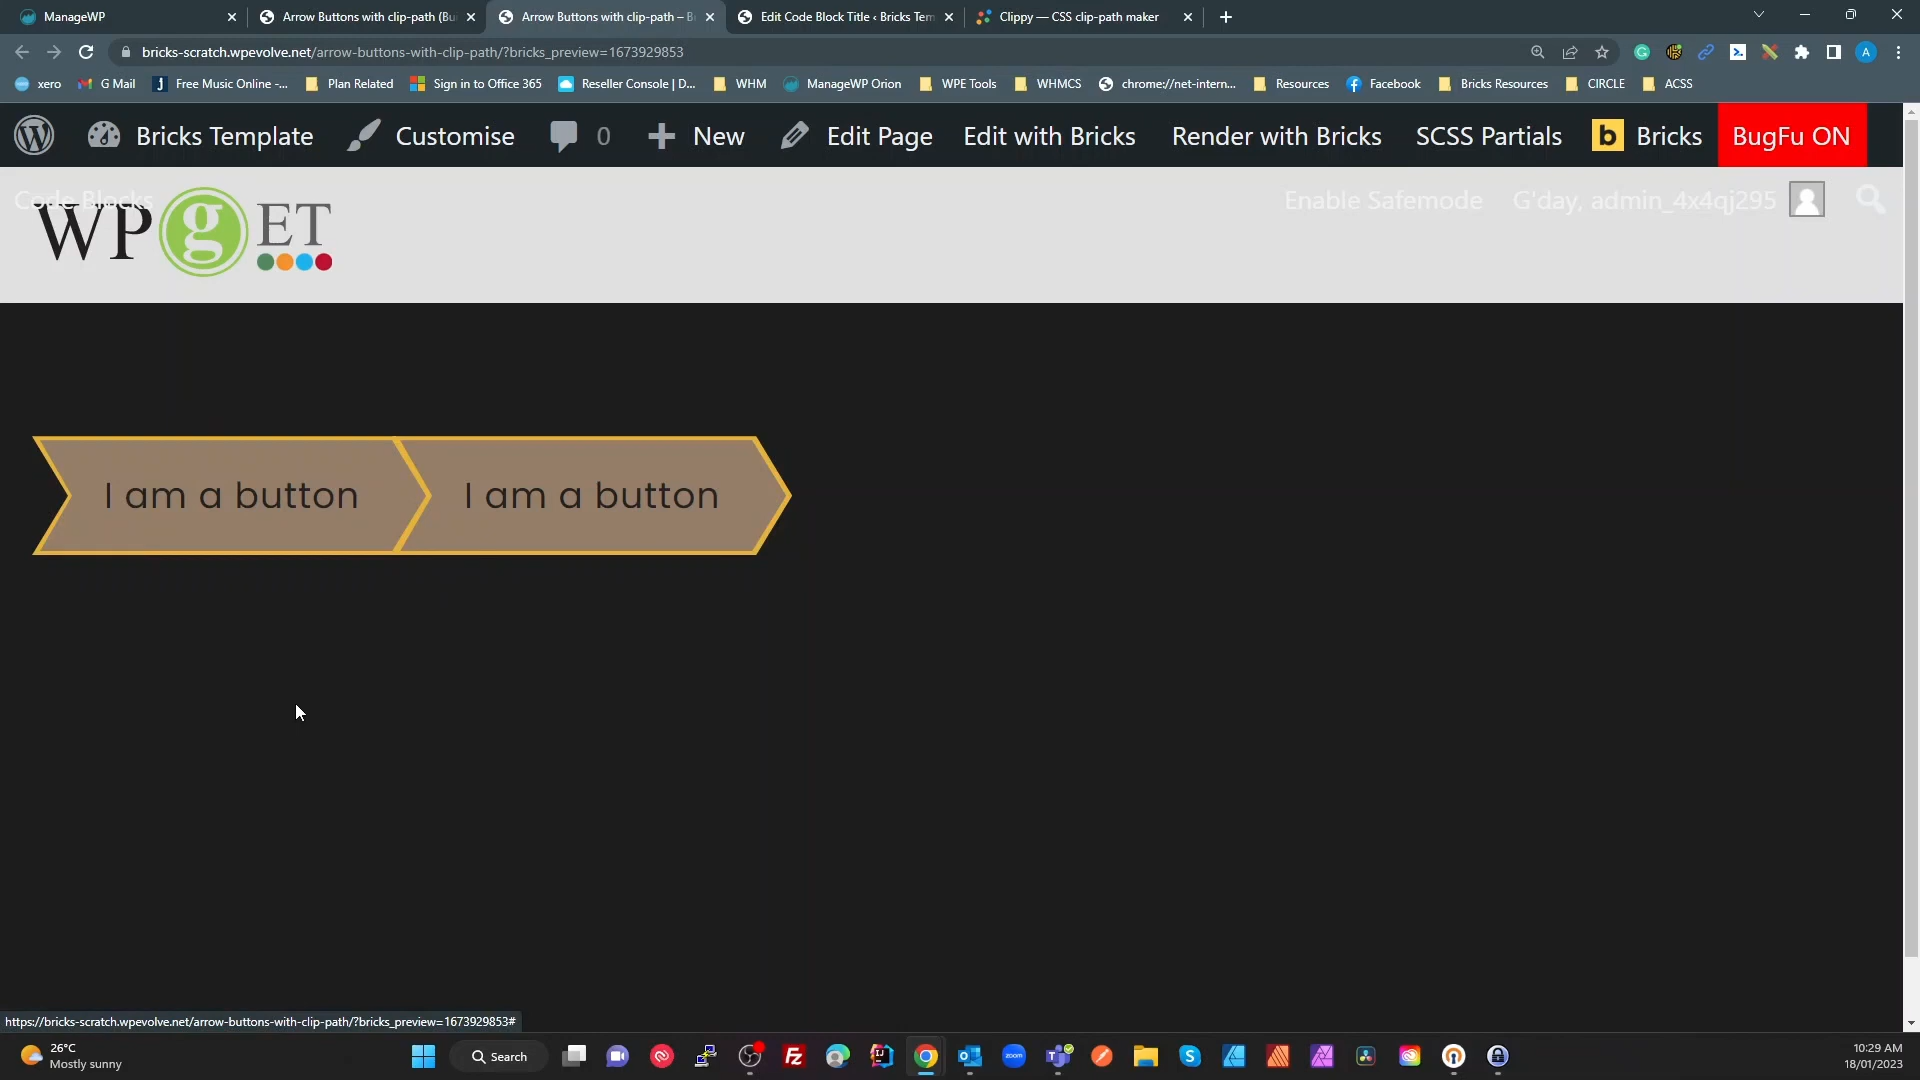 ManageWP
Arrow Buttons with clip-path (Bu
Arrow Buttons with clip-path – B
Edit Code Block Title ‹ Bricks Tem
Clippy — CSS clip-path maker
bricks-scratch.wpevolve.net/arrow-buttons-with-clip-path/?bricks_preview=1673929853
A
xero
G Mail
Free Music Online -...
Plan Related
Sign in to Office 365
Reseller Console | D...
WHM
ManageWP Orion
WPE Tools
WHMCS
chrome://net-intern...
Resources
Facebook
Bricks Resources
CIRCLE
ACSS
Bricks Template
Customise
0
New
Edit Page
Edit with Bricks
Render with Bricks
SCSS Partials
b
Bricks
BugFu ON
Code Blocks
Enable Safemode
G'day, admin_4x4qj295
WP g ET
I am a button
I am a button
https://bricks-scratch.wpevolve.net/arrow-buttons-with-clip-path/?bricks_preview=1673929853#
26°C
Mostly sunny
Search
zoom
10:29 AM
18/01/2023